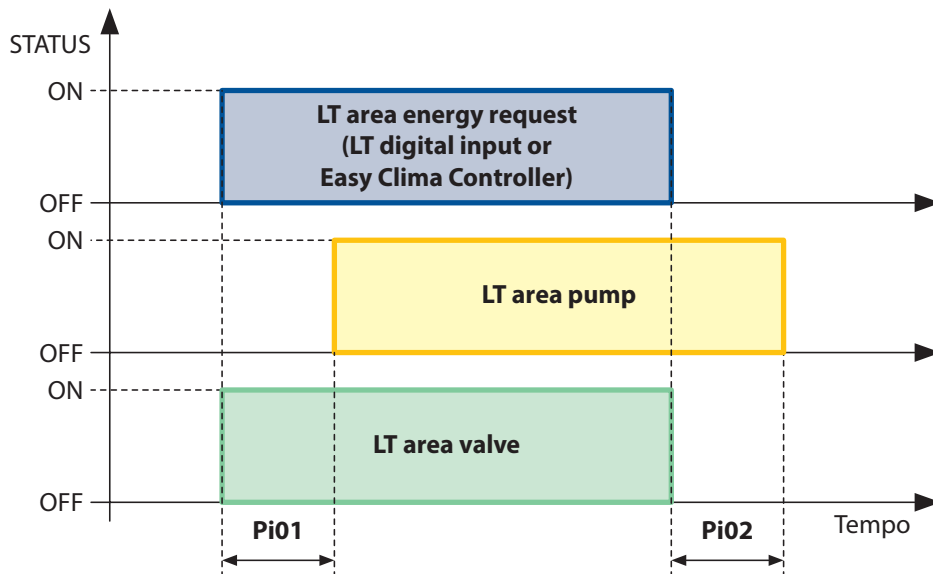 STATUS
ON
LT area energy request
(LT digital input or
Easy Clima Controller)
OFF
ON
LT area pump
OFF
ON
LT area valve
OFF
Pi01
Pi02
Tempo